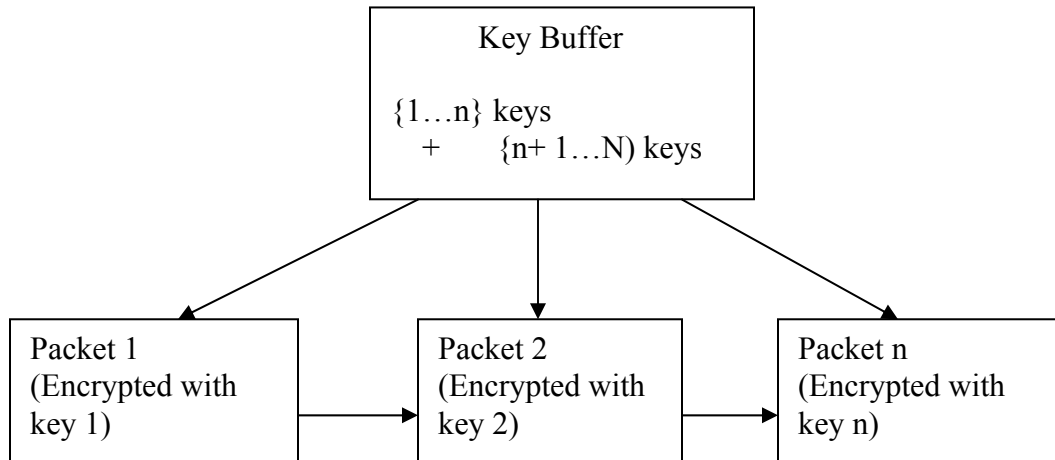 Key Buffer
{1…n} keys
+ {n+ 1…N) keys
Packet 1
(Encrypted with
key 1)
Packet 2
(Encrypted with
key 2)
Packet n
(Encrypted with
key n)